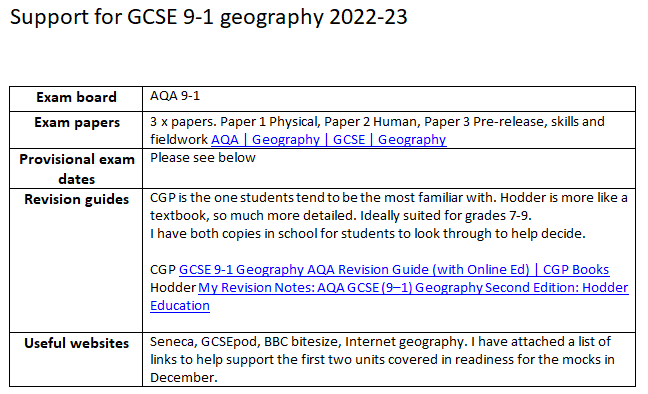 Support for GCSE 9-1 geography 2022-23
Exam board AQA 9-1
Exam papers 3 x papers. Paper 1 Physical, Paper 2 Human, Paper 3 Pre-release, skills and
fieldwork AQA | Geography | GCSE | Geography
Provisional exam Please see below
dates
Revision guides CGP is the one students tend to be the most familiar with. Hodder is more like a
textbook, so much more detailed. Ideally suited for grades 7-9.
I have both copies in school for students to look through to help decide.
CGP GCSE 9-1 Geography AQA Revision Guide (with Online Ed) | CGP Books
Hodder My Revision Notes: AQA GCSE (9–1) Geography Second Edition: Hodder
Education
Useful websites Seneca, GCSEpod, BBC bitesize, Internet geography. I have attached a list of
links to help support the first two units covered in readiness for the mocks in
December.